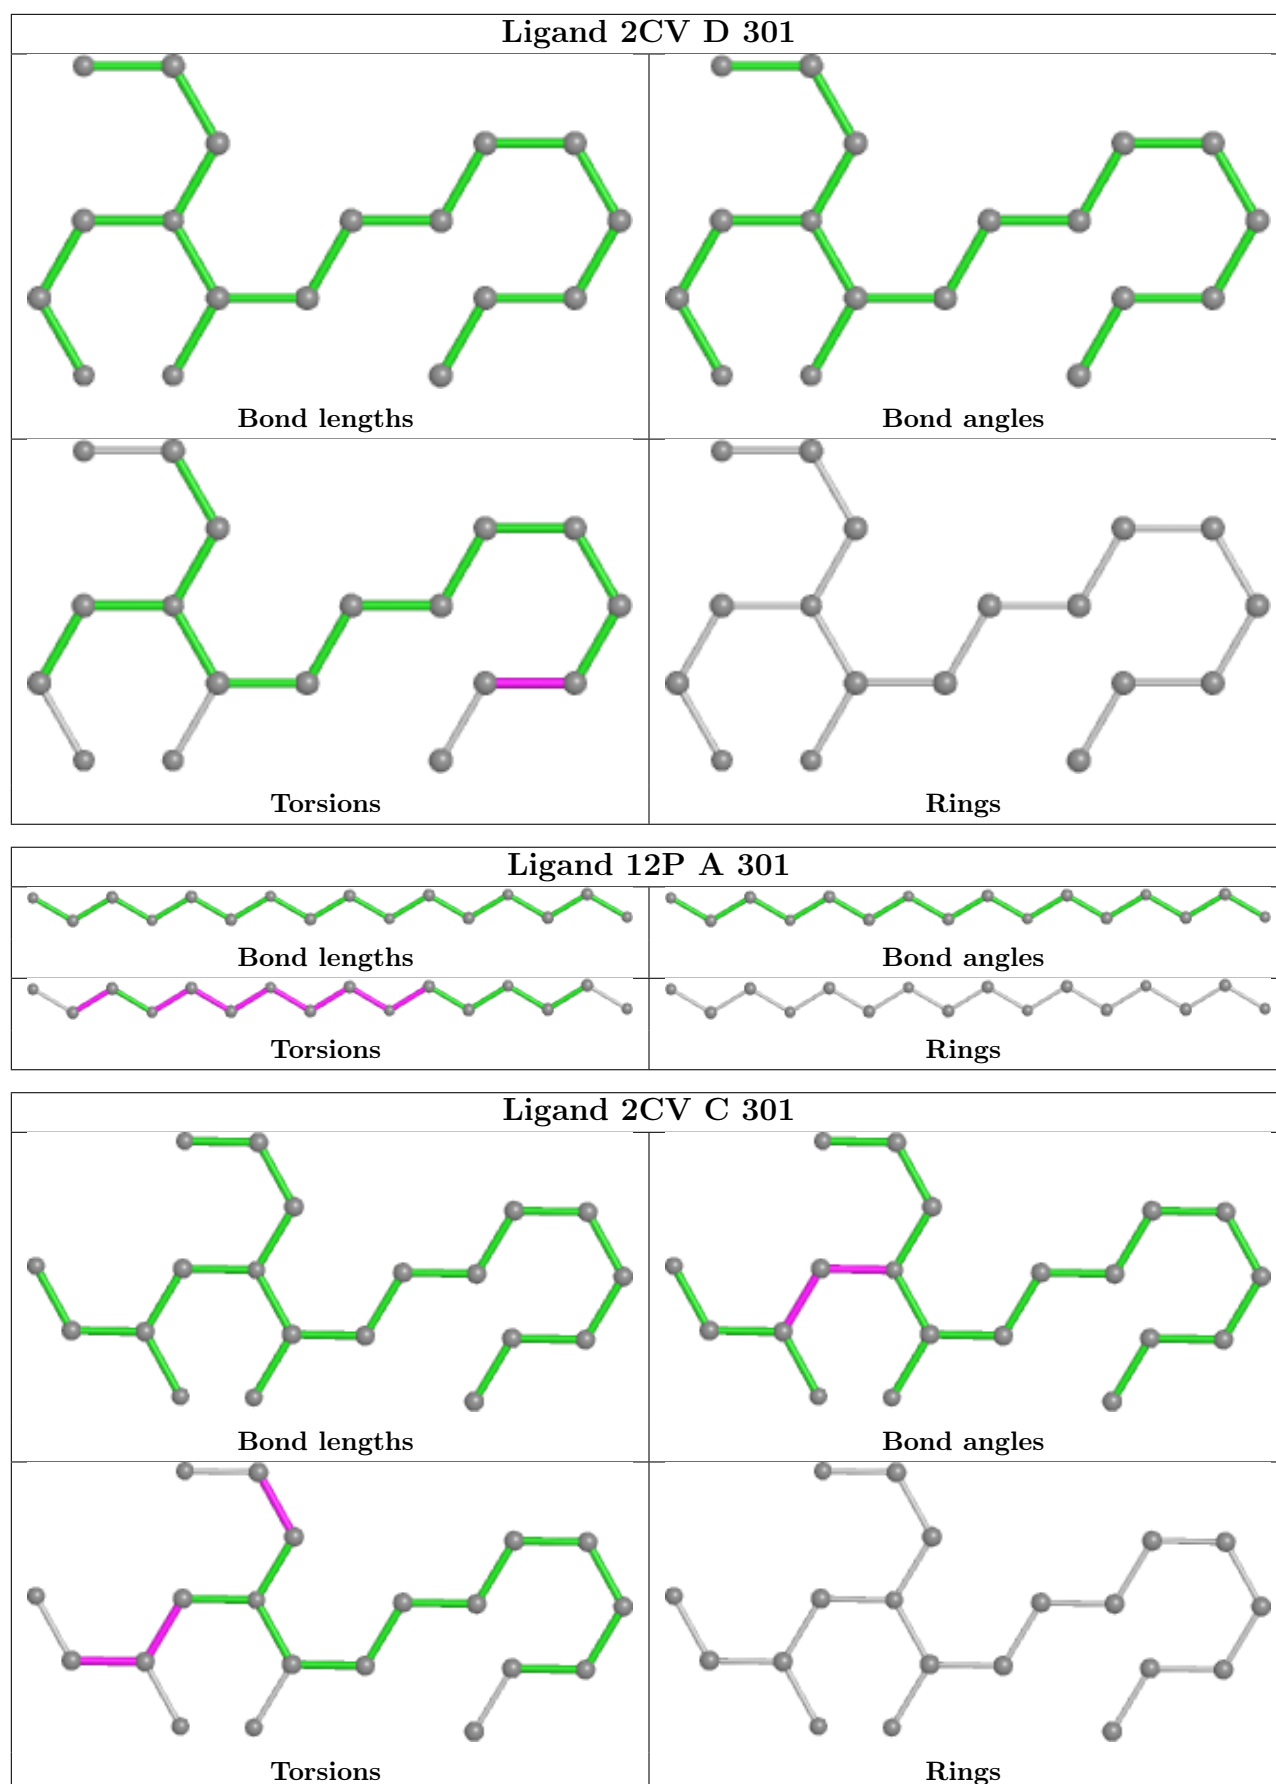 Ligand 2CV D 301
Bond lengths
Bond angles
Torsions
Rings
Ligand 12P A 301
Bond lengths
Bond angles
Torsions
Rings
Ligand 2CV C 301
Bond lengths
Bond angles
Torsions
Rings